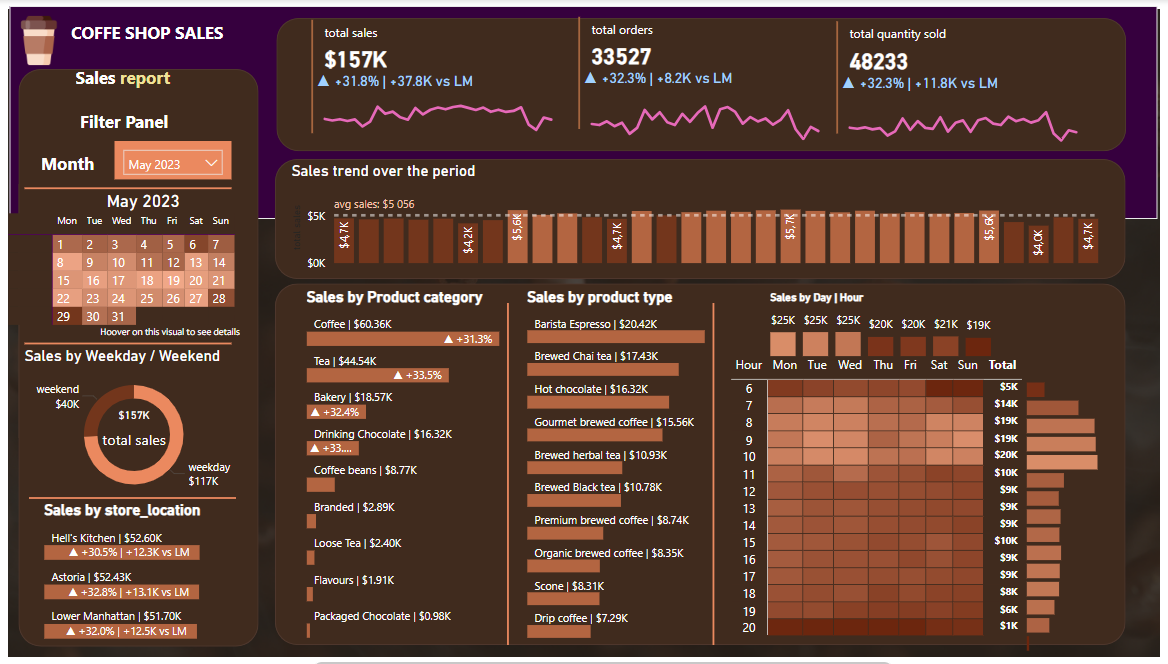 COFFE SHOP SALES
Sales report
Filter Panel
Month
May 2023
May 2023
Mon Tue Wed Thu Fri Sat Sun
1 2 3 4 5 6 7
8 9 10 11 12 13 14
15 16 17 18 19 20 21
22 23 24 25 26 27 28
29 30 31
Hoover on this visual to see details
Sales by Weekday / Weekend
weekend
$40K
$157K
total sales
weekday
$117K
Sales by store_location
Hell's Kitchen | $52.60K
▲ +30.5% | +12.3K vs LM
Astoria | $52.43K
▲ +32.8% | +13.1K vs LM
Lower Manhattan | $51.70K
▲ +32.0% | +12.5K vs LM
total sales
$157K
▲ +31.8% | +37.8K vs LM
total orders
33527
▲ +32.3% | +8.2K vs LM
total quantity sold
48233
▲ +32.3% | +11.8K vs LM
Sales trend over the period
avg sales: $5 056
$5K
$0K
$4,7K
$4,2K
$5,6K
$4,7K
$5,7K
$5,6K
$4,0K
$4,7K
Sales by Product category
Coffee | $60.36K
▲ +31.3%
Tea | $44.54K
▲ +33.5%
Bakery | $18.57K
▲ +32.4%
Drinking Chocolate | $16.32K
▲ +33....
Coffee beans | $8.77K
Branded | $2.89K
Loose Tea | $2.40K
Flavours | $1.91K
Packaged Chocolate | $0.98K
Sales by product type
Barista Espresso | $20.42K
Brewed Chai tea | $17.43K
Hot chocolate | $16.32K
Gourmet brewed coffee | $15.56K
Brewed herbal tea | $10.93K
Brewed Black tea | $10.78K
Premium brewed coffee | $8.74K
Organic brewed coffee | $8.35K
Scone | $8.31K
Drip coffee | $7.29K
Sales by Day | Hour
$25K $25K $25K $20K $20K $21K $19K
Hour Mon Tue Wed Thu Fri Sat Sun Total
6 $5K
7 $14K
8 $19K
9 $19K
10 $20K
11 $10K
12 $9K
13 $9K
14 $9K
15 $10K
16 $9K
17 $9K
18 $8K
19 $6K
20 $1K